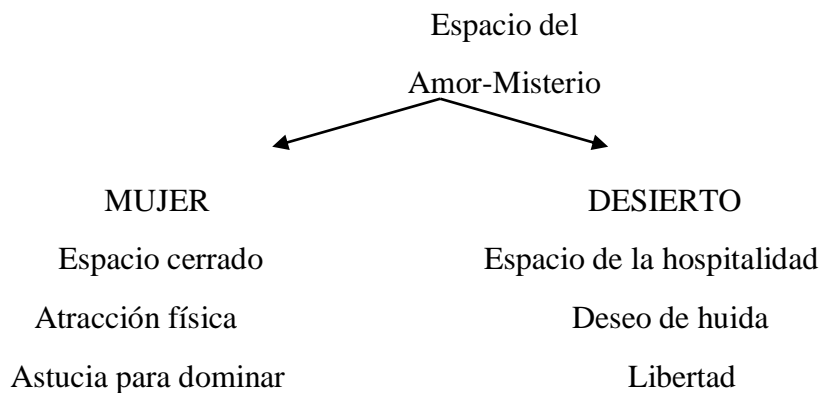 Espacio del
Amor-Misterio
MUJER
Espacio cerrado
Atracción física
Astucia para dominar
DESIERTO
Espacio de la hospitalidad
Deseo de huida
Libertad